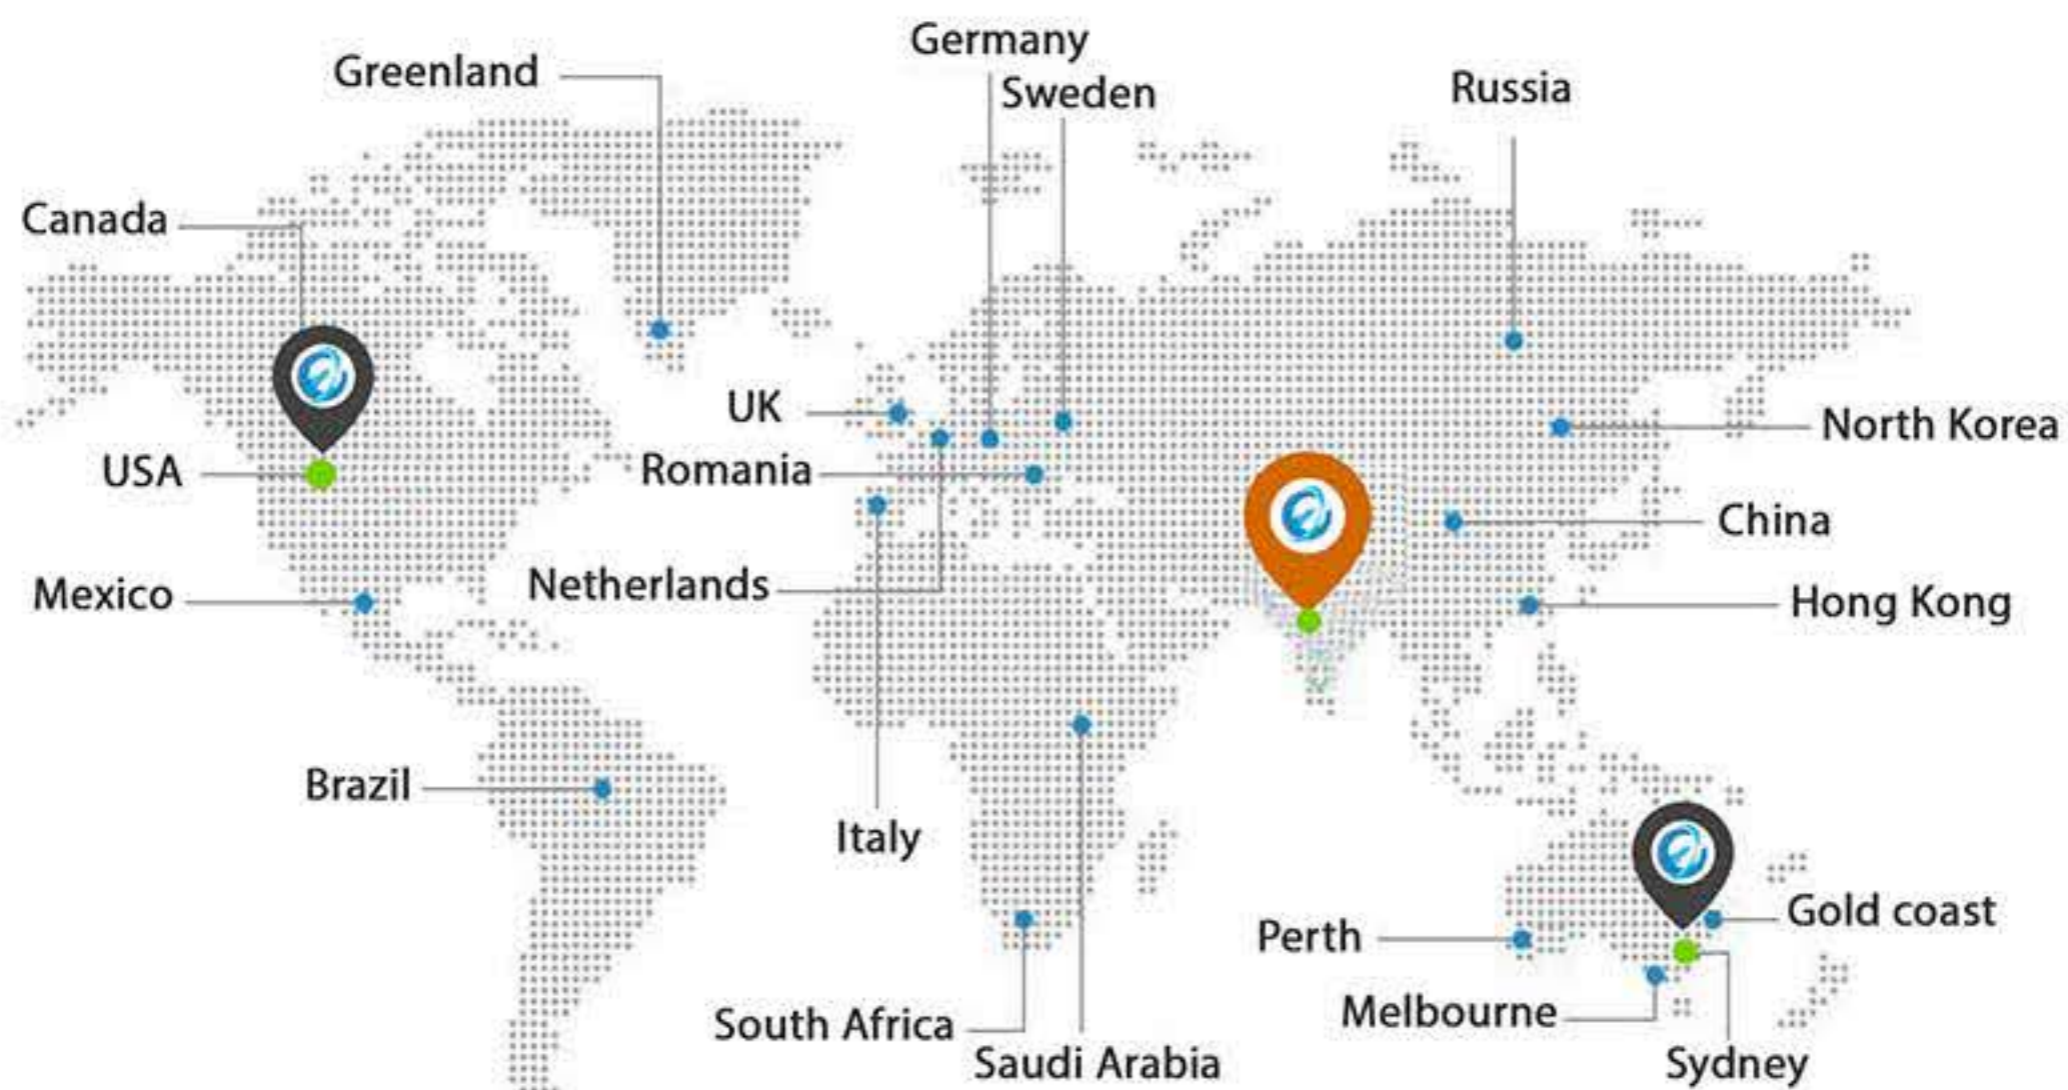 Germany
Greenland
Sweden
Russia
Canada
UK
North Korea
USA
Romania
China
Netherlands
Mexico
Hong Kong
Brazil
Italy
Gold coast
Perth
Melbourne
South Africa
Saudi Arabia
Sydney